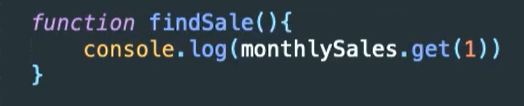 function findSale(){
    console.log(monthlySales.get(1))
}